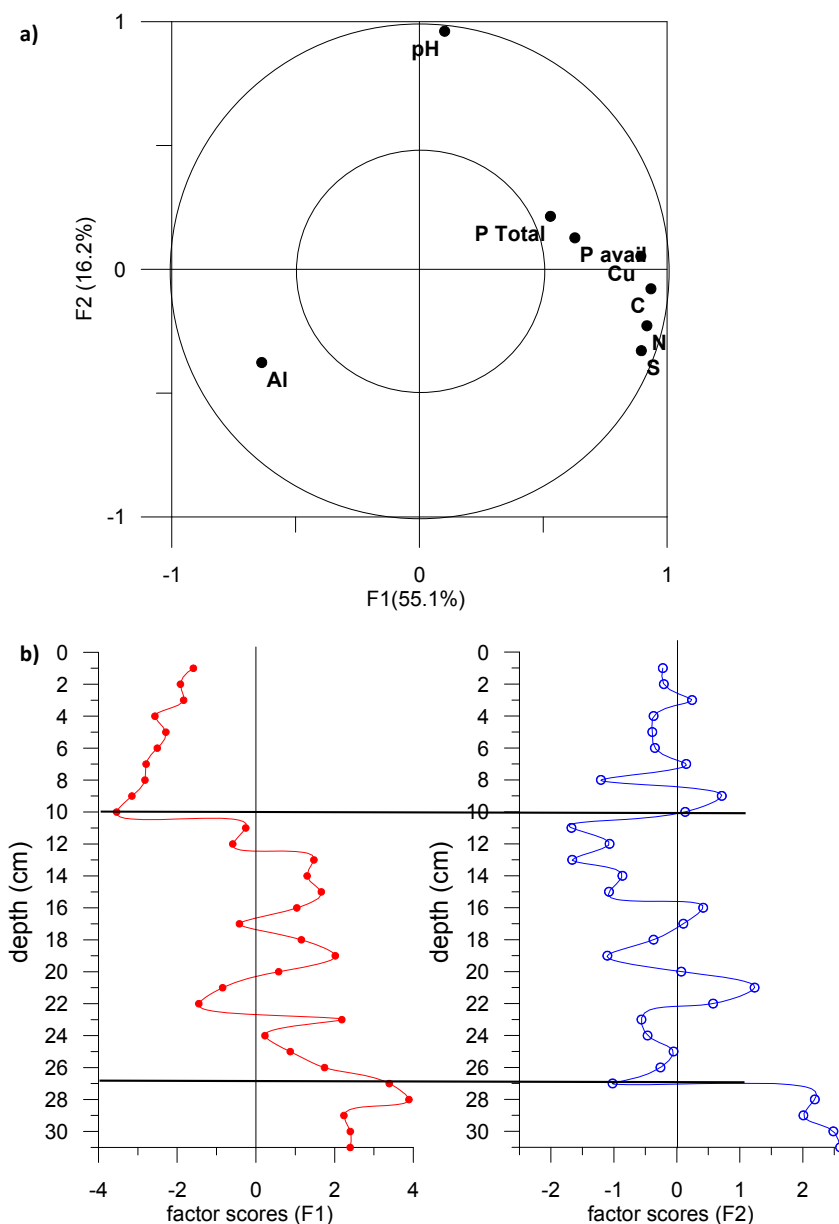 a)
1
pH
P Total
P avail
0
Cu
C
N
S
Al
-1
F2 (16.2%)
-1 0 1
F1(55.1%)
b)
0
2
4
6
8
10
12
14
16
18
20
22
24
26
28
30
depth (cm)
-4 -2 0 2 4
factor scores (F1)
0
2
4
6
8
10
12
14
16
18
20
22
24
26
28
30
depth (cm)
-2 -1 0 1 2
factor scores (F2)